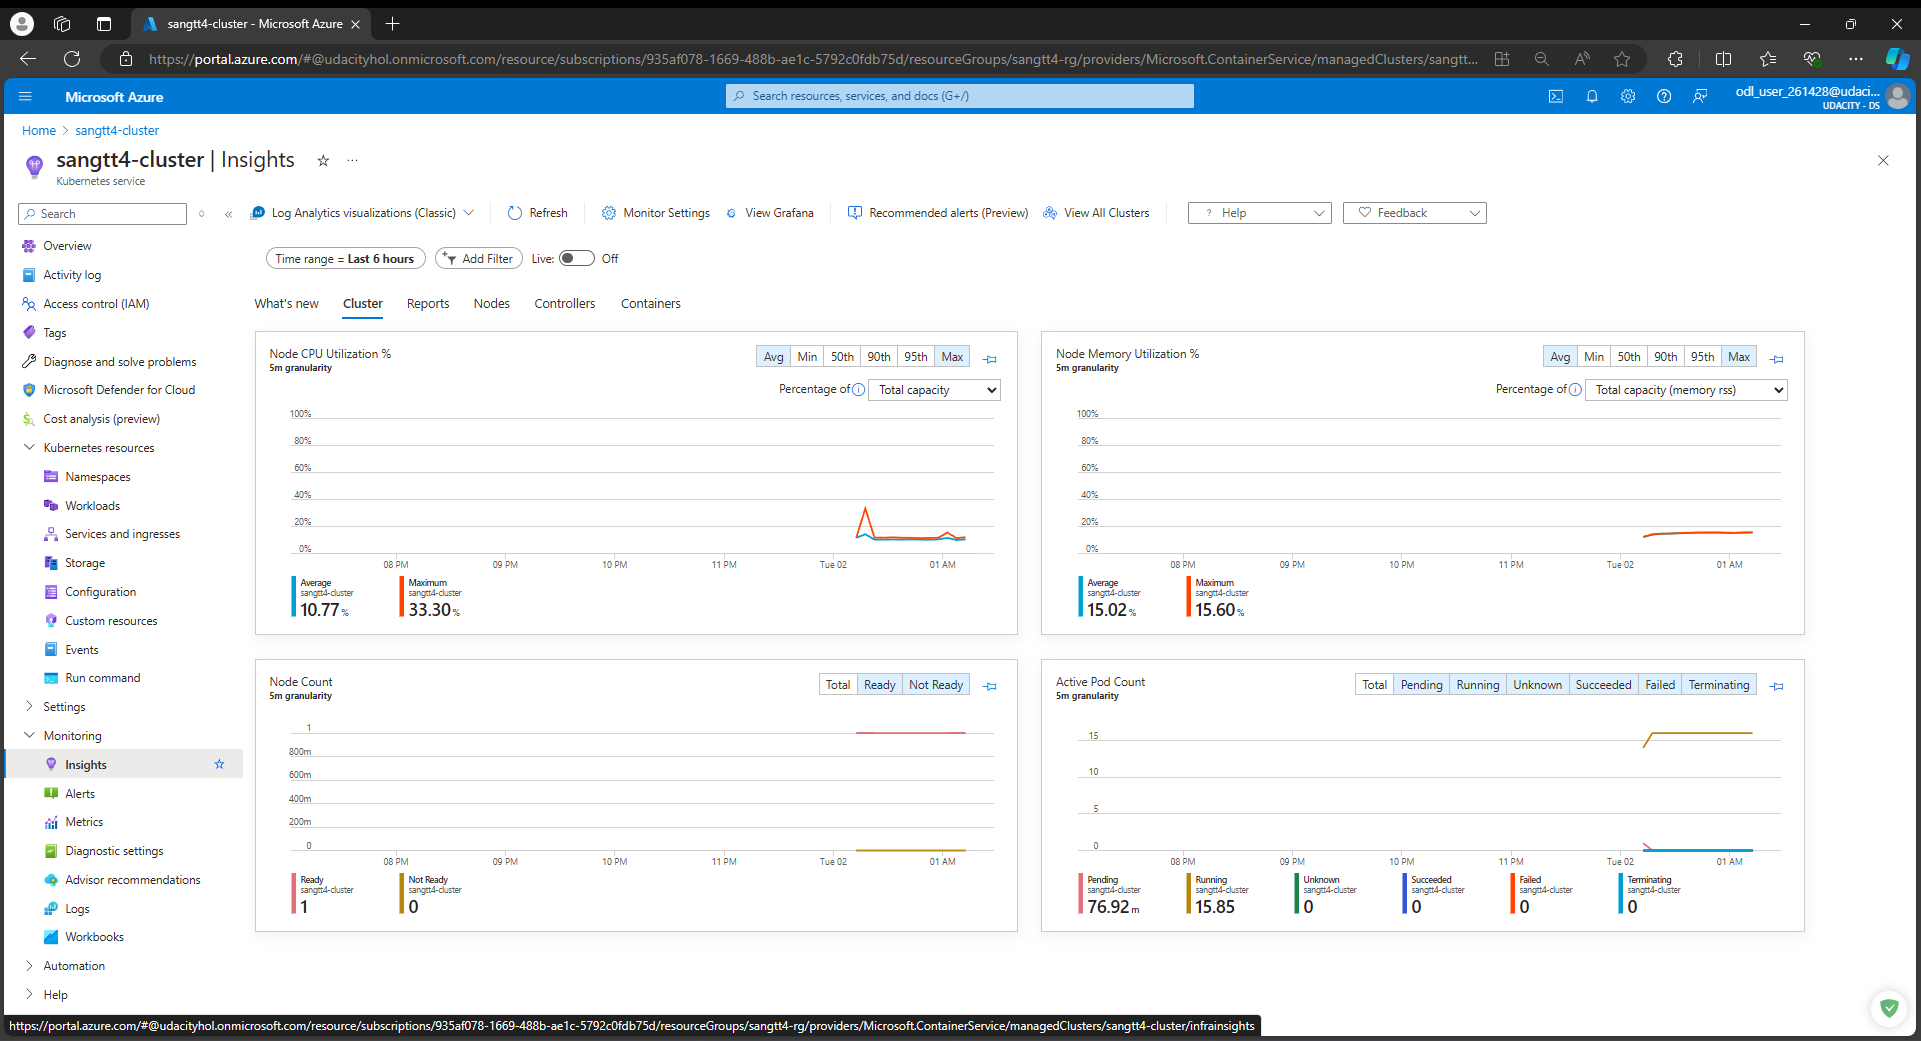 sangtt4-cluster - Microsoft Azure
https://portal.azure.com/#@udacityhol.onmicrosoft.com/resource/subscriptions/935af078-1669-488b-ae1c-5792c0fdb75d/resourceGroups/sangtt4-rg/providers/Microsoft.ContainerService/managedClusters/sangtt...
Microsoft Azure
Search resources, services, and docs (G+/)
odl_user_261428@udaci...
UDACITY - DS
Home > sangtt4-cluster
sangtt4-cluster | Insights
Kubernetes service
Search
Log Analytics visualizations (Classic)
Refresh
Monitor Settings
View Grafana
Recommended alerts (Preview)
View All Clusters
Help
Feedback
Time range = Last 6 hours
Add Filter
Live: Off
What's new
Cluster
Reports
Nodes
Controllers
Containers
Overview
Activity log
Access control (IAM)
Tags
Diagnose and solve problems
Microsoft Defender for Cloud
Cost analysis (preview)
Kubernetes resources
Namespaces
Workloads
Services and ingresses
Storage
Configuration
Custom resources
Events
Run command
Settings
Monitoring
Insights
Alerts
Metrics
Diagnostic settings
Advisor recommendations
Logs
Workbooks
Automation
Help
Node CPU Utilization %
5m granularity
Avg Min 50th 90th 95th Max
Percentage of Total capacity
100%
80%
60%
40%
20%
0%
08 PM 09 PM 10 PM 11 PM Tue 02 01 AM
Average
sangtt4-cluster
10.77 %
Maximum
sangtt4-cluster
33.30 %
Node Memory Utilization %
5m granularity
Avg Min 50th 90th 95th Max
Percentage of Total capacity (memory rss)
100%
80%
60%
40%
20%
0%
08 PM 09 PM 10 PM 11 PM Tue 02 01 AM
Average
sangtt4-cluster
15.02 %
Maximum
sangtt4-cluster
15.60 %
Node Count
5m granularity
Total Ready Not Ready
1
800m
600m
400m
200m
0
08 PM 09 PM 10 PM 11 PM Tue 02 01 AM
Ready
sangtt4-cluster
1
Not Ready
sangtt4-cluster
0
Active Pod Count
5m granularity
Total Pending Running Unknown Succeeded Failed Terminating
15
10
5
0
08 PM 09 PM 10 PM 11 PM Tue 02 01 AM
Pending
sangtt4-cluster
76.92 m
Running
sangtt4-cluster
15.85
Unknown
sangtt4-cluster
0
Succeeded
sangtt4-cluster
0
Failed
sangtt4-cluster
0
Terminating
sangtt4-cluster
0
https://portal.azure.com/#@udacityhol.onmicrosoft.com/resource/subscriptions/935af078-1669-488b-ae1c-5792c0fdb75d/resourceGroups/sangtt4-rg/providers/Microsoft.ContainerService/managedClusters/sangtt4-cluster/infrainsights